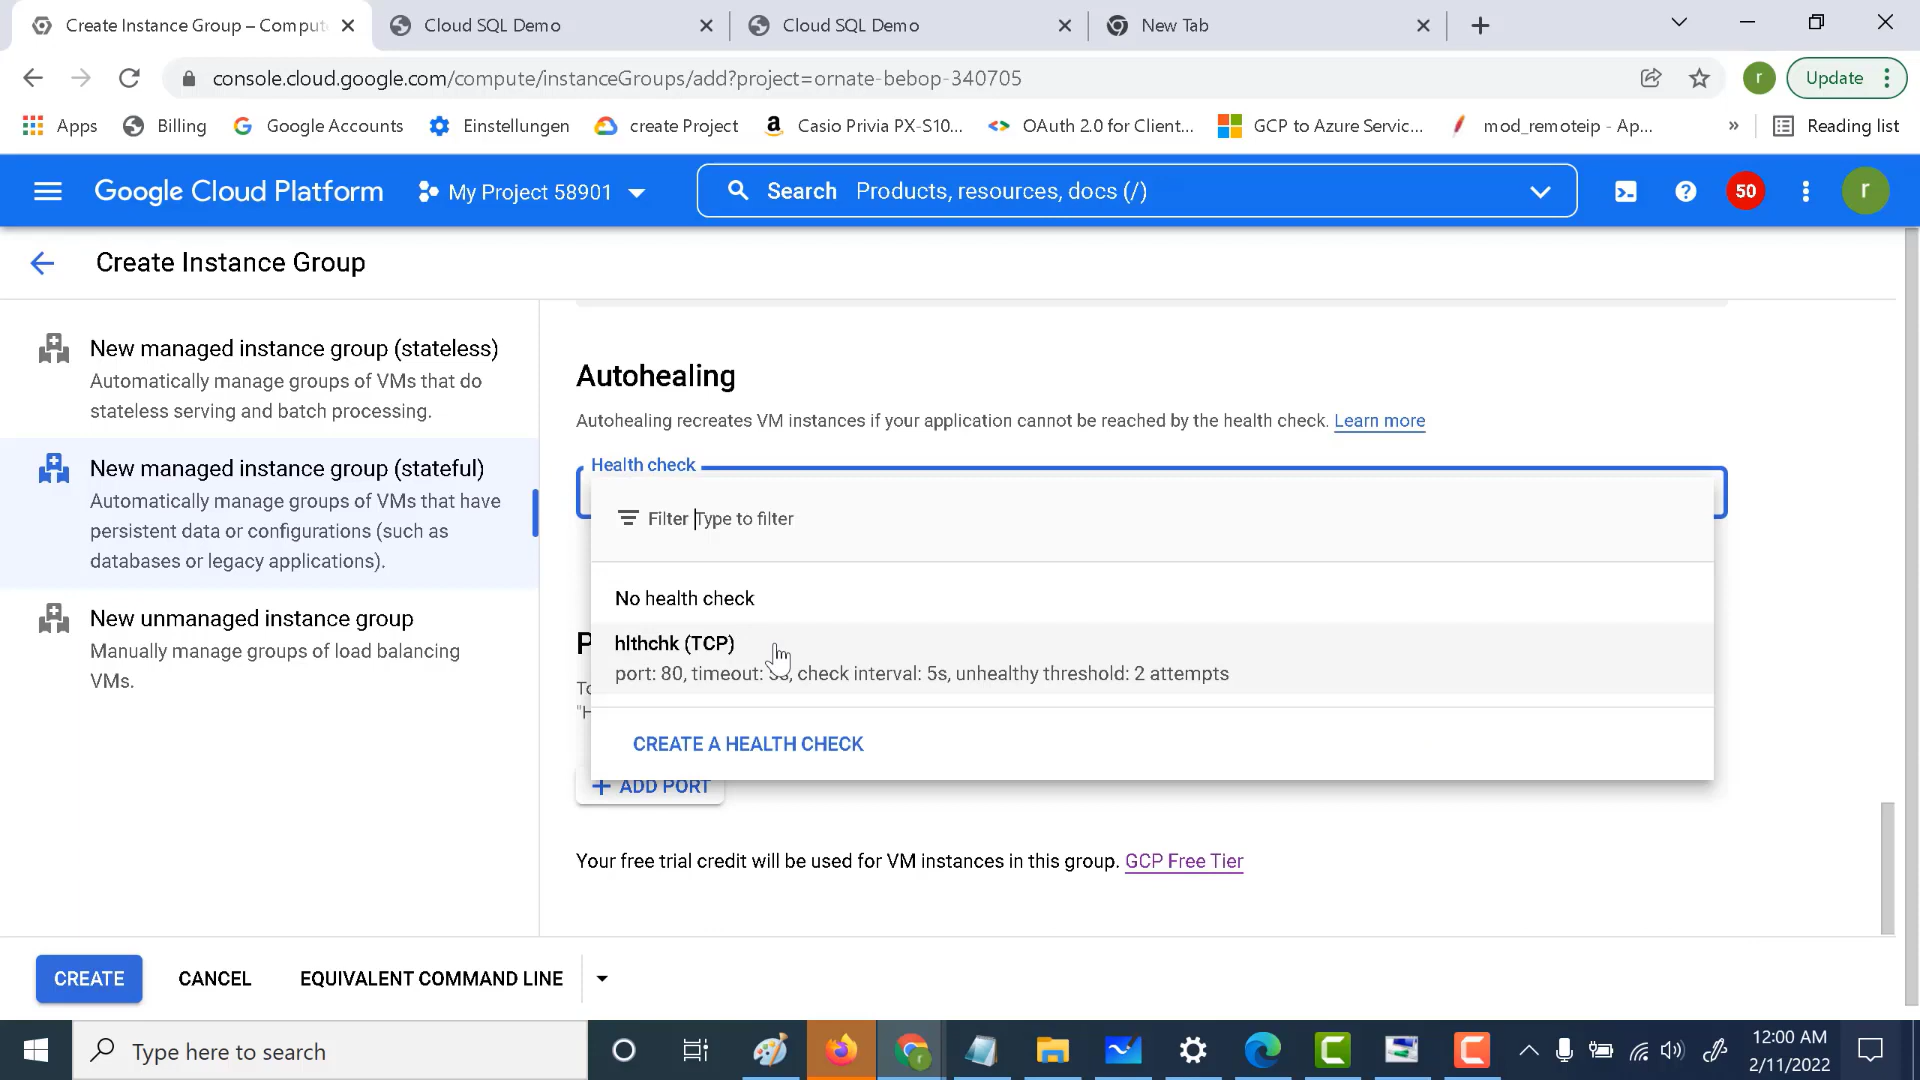 Create Instance Group – Comput
Cloud SQL Demo
Cloud SQL Demo
New Tab
console.cloud.google.com/compute/instanceGroups/add?project=ornate-bebop-340705
r
Update
Apps
Billing
Google Accounts
Einstellungen
create Project
Casio Privia PX-S10...
OAuth 2.0 for Client...
GCP to Azure Servic...
mod_remoteip - Ap...
»
Reading list
Google Cloud Platform
My Project 58901
Search Products, resources, docs (/)
50
r
Create Instance Group
New managed instance group (stateless)
Automatically manage groups of VMs that do
stateless serving and batch processing.
New managed instance group (stateful)
Automatically manage groups of VMs that have
persistent data or configurations (such as
databases or legacy applications).
New unmanaged instance group
Manually manage groups of load balancing
VMs.
Autohealing
Autohealing recreates VM instances if your application cannot be reached by the health check. Learn more
Health check
Filter Type to filter
No health check
hlthchk (TCP)
port: 80, timeout: 5s, check interval: 5s, unhealthy threshold: 2 attempts
CREATE A HEALTH CHECK
+ ADD PORT
Your free trial credit will be used for VM instances in this group. GCP Free Tier
CREATE
CANCEL
EQUIVALENT COMMAND LINE
Type here to search
12:00 AM
2/11/2022